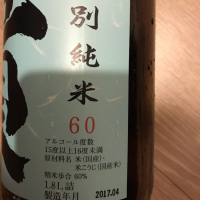 別純米
60
アルコール度数
15度以上16度未満
原材料名 米(国産)・
米こうじ(国産米)
精米歩合 60%
1.8L詰
製造年月 2017.04